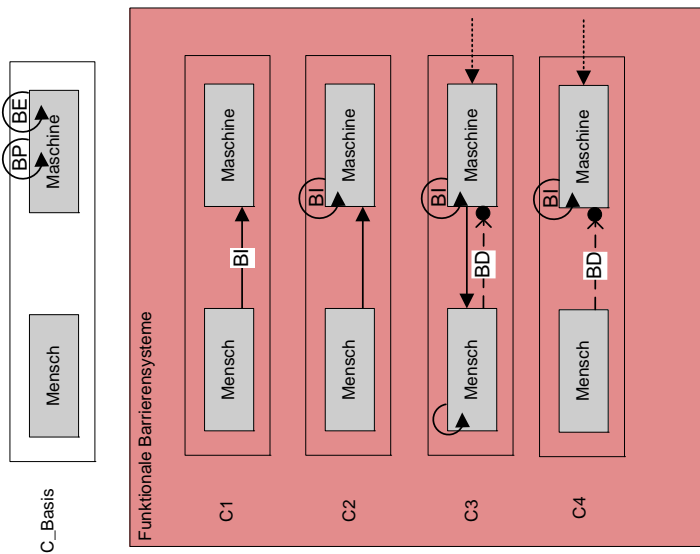 C_Basis
Mensch
Maschine
BP
BE
Funktionale Barrierensysteme
C1
Mensch
BI
Maschine
C2
Mensch
BI
Maschine
C3
Mensch
BD
BI
Maschine
C4
Mensch
BD
BI
Maschine